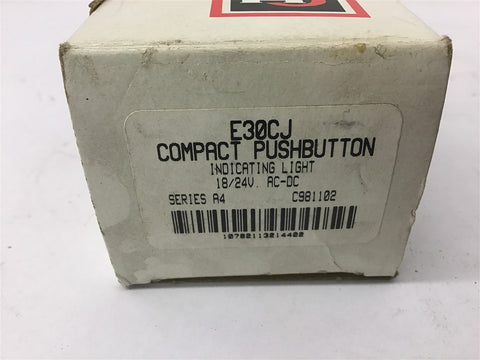 E30CJ
COMPACT PUSHBUTTON
INDICATING LIGHT
18/24V. AC-DC
SERIES A4 C981102
10782113214402